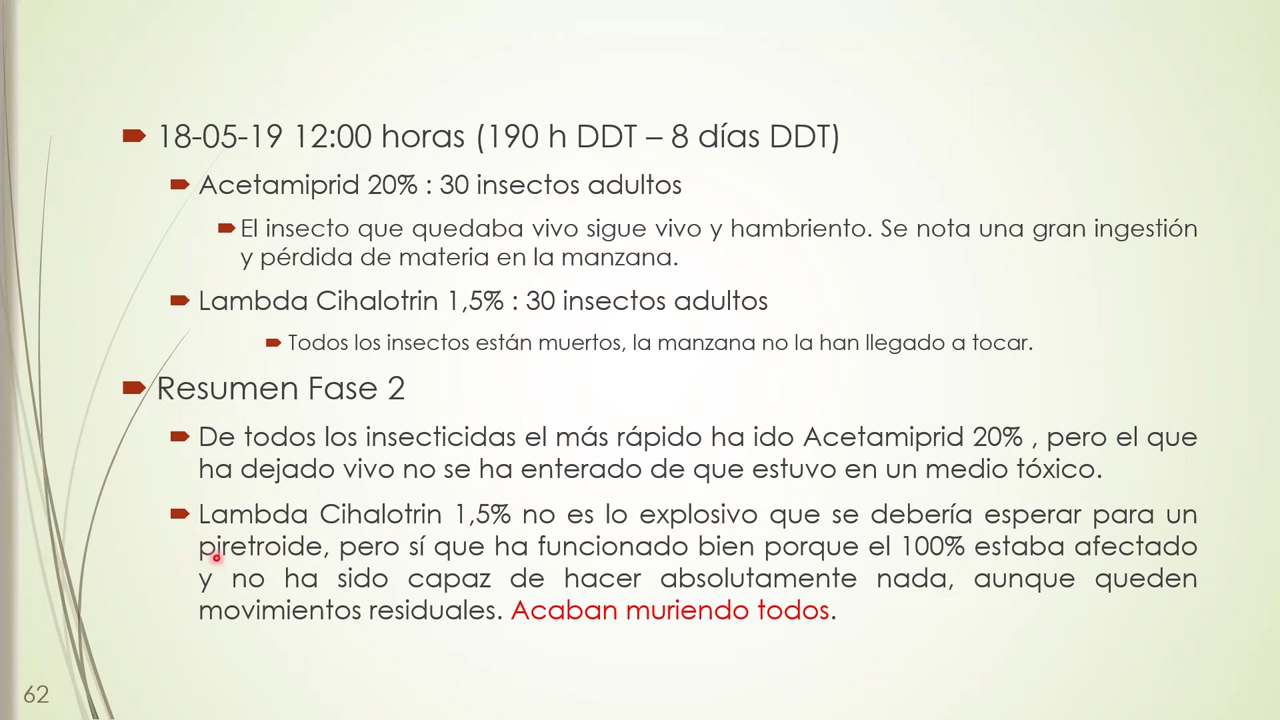 18-05-19 12:00 horas (190 h DDT – 8 días DDT)
Acetamiprid 20% : 30 insectos adultos
El insecto que quedaba vivo sigue vivo y hambriento. Se nota una gran ingestión
y pérdida de materia en la manzana.
Lambda Cihalotrin 1,5% : 30 insectos adultos
Todos los insectos están muertos, la manzana no la han llegado a tocar.
Resumen Fase 2
De todos los insecticidas el más rápido ha ido Acetamiprid 20% , pero el que
ha dejado vivo no se ha enterado de que estuvo en un medio tóxico.
Lambda Cihalotrin 1,5% no es lo explosivo que se debería esperar para un
piretroide, pero sí que ha funcionado bien porque el 100% estaba afectado
y no ha sido capaz de hacer absolutamente nada, aunque queden
movimientos residuales. Acaban muriendo todos.
62